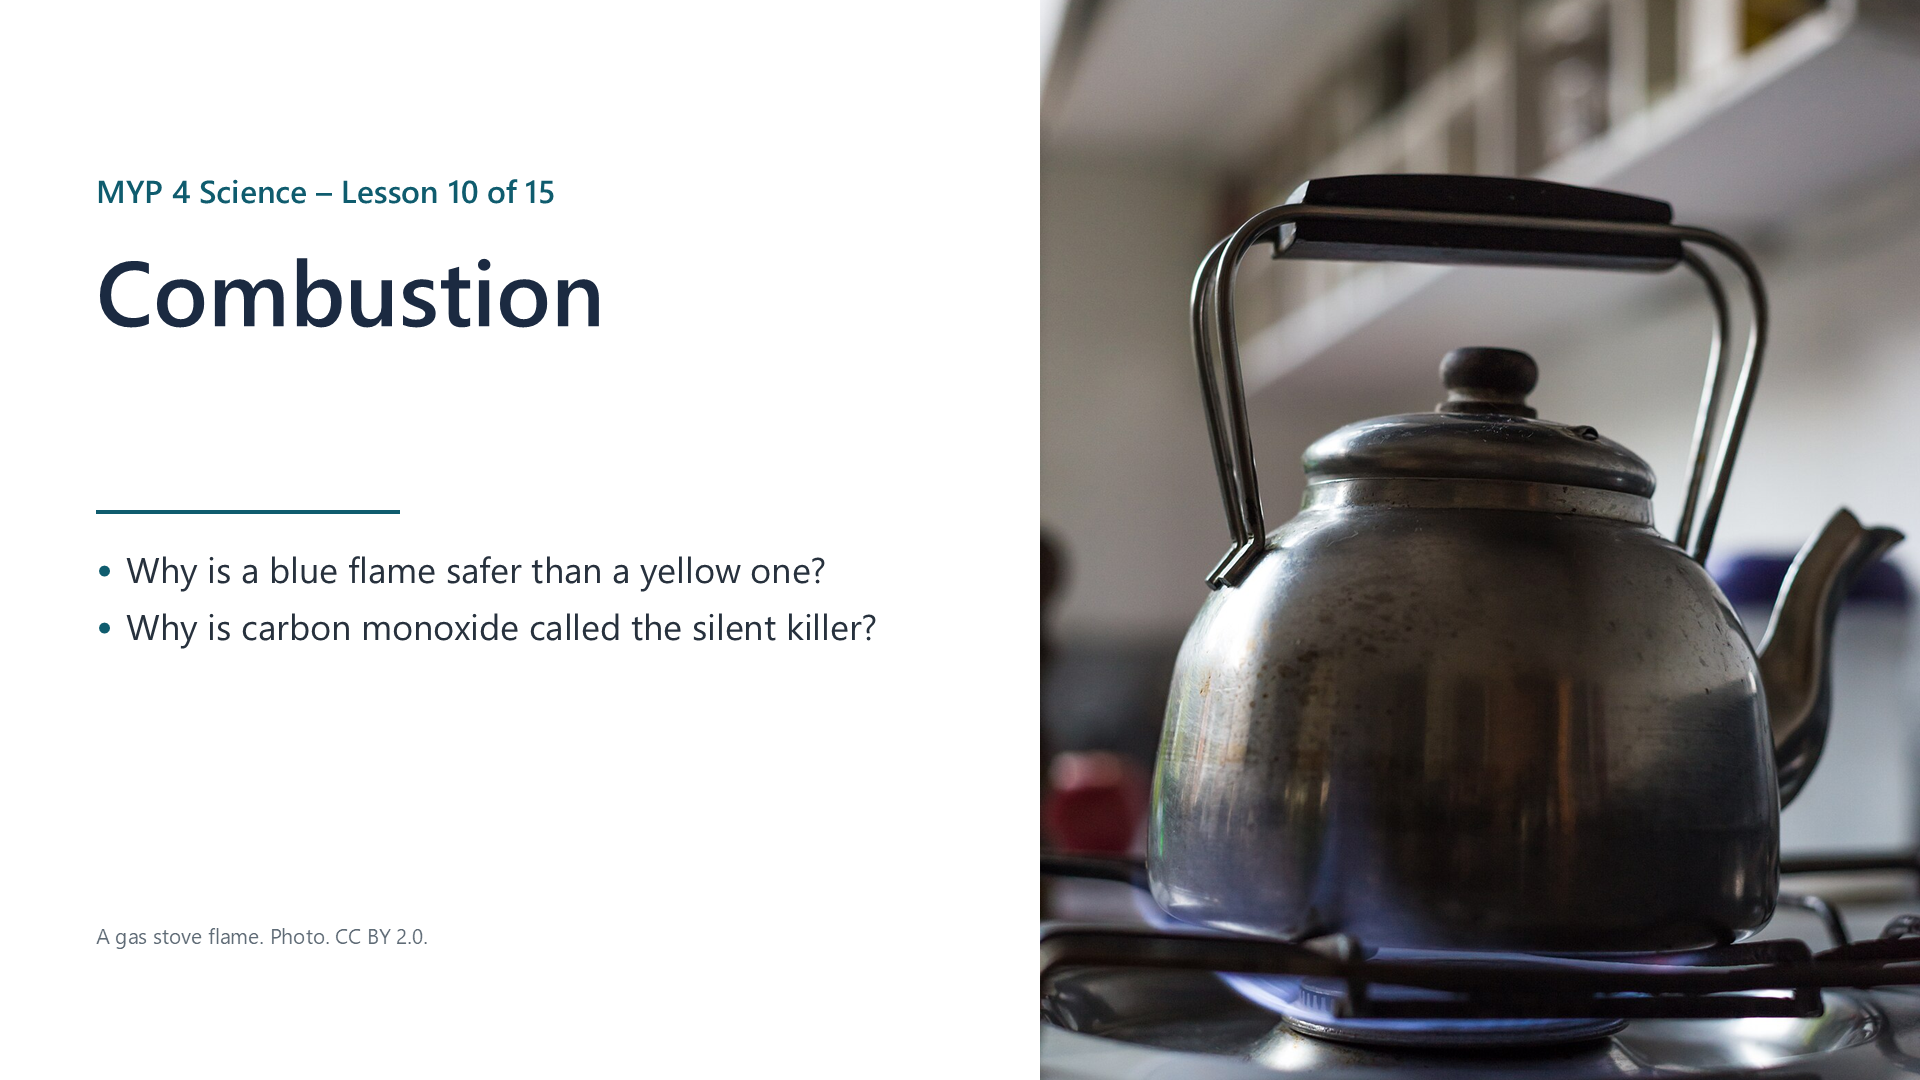 MYP 4 Science – Lesson 10 of 15
Combustion
• Why is a blue flame safer than a yellow one?
• Why is carbon monoxide called the silent killer?
A gas stove flame. Photo. CC BY 2.0.